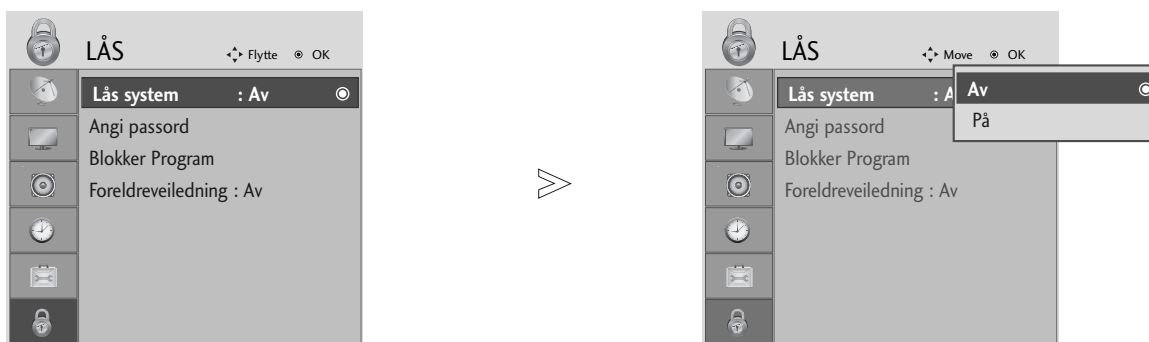 LÅS Flytte OK
Lås system : Av
Angi passord
Blokker Program
Foreldreveiledning : Av
LÅS Move OK
Lås system : A
Av
På
Angi passord
Blokker Program
Foreldreveiledning : Av